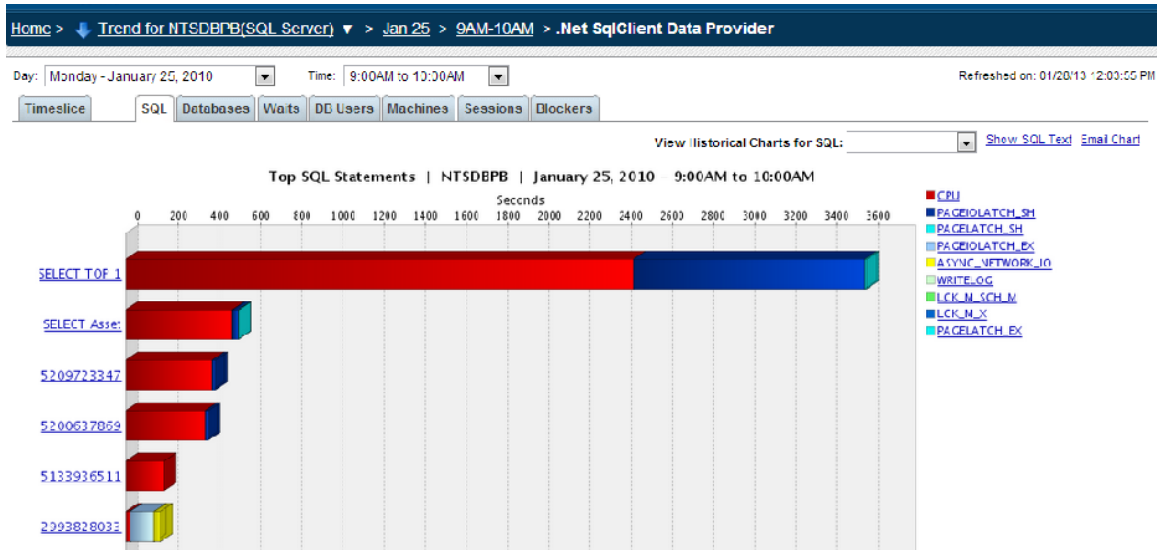 Home > Trend for NTSDBPB(SQL Server) ▼ > Jan 25 > 9AM-10AM > .Net SqlClient Data Provider
Day: Monday - January 25, 2010 Time: 9:00AM to 10:00AM Refreshed on: 01/28/13 12:03:55 PM
Timeslice SQL Databases Waits DB Users Machines Sessions Blockers
View Historical Charts for SQL: Show SQL Text Email Chart
Top SQL Statements | NTSDBPB | January 25, 2010 9:00AM to 10:00AM
Seconds
0 200 400 600 800 1000 1200 1400 1600 1800 2000 2200 2400 2600 2800 3000 3200 3400 3600
CPU
PAGEIOLATCH_SH
PAGELATCH_SH
PAGEIOLATCH_EX
ASYNC_NETWORK_IO
WRITELOG
LCK_M_SCH_M
LCK_M_X
PAGELATCH_EX
SELECT TOP 1
SELECT Asset
5209723347
5200637869
5133936511
2093828033